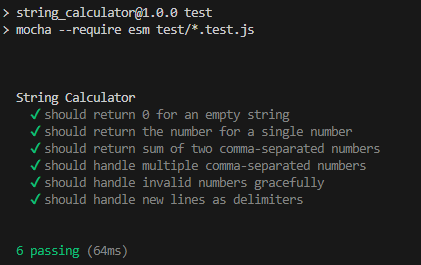 > string_calculator@1.0.0 test
> mocha --require esm test/*.test.js
String Calculator
✓ should return 0 for an empty string
✓ should return the number for a single number
✓ should return sum of two comma-separated numbers
✓ should handle multiple comma-separated numbers
✓ should handle invalid numbers gracefully
✓ should handle new lines as delimiters
6 passing (64ms)